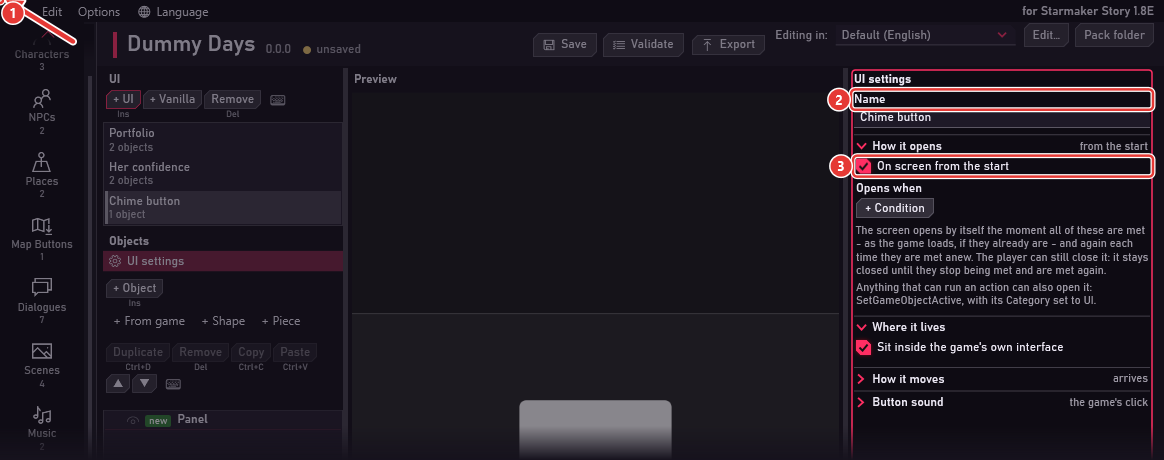 1
Edit
Options
Language
for Starmaker Story 1.8E
Dummy Days
0.0.0
unsaved
Save
Validate
Export
Editing in:
Default (English)
Edit...
Pack folder
Characters
3
NPCs
2
Places
2
Map Buttons
1
Dialogues
7
Scenes
4
Music
2
UI
+ UI
+ Vanilla
Remove
Ins
Del
Portfolio
2 objects
Her confidence
2 objects
Chime button
1 object
Objects
UI settings
+ Object
Ins
+ From game
+ Shape
+ Piece
Duplicate
Remove
Copy
Paste
Ctrl+D
Del
Ctrl+C
Ctrl+V
new
Panel
Preview
UI settings
2
Name
Chime button
How it opens
from the start
3
On screen from the start
Opens when
+ Condition
The screen opens by itself the moment all of these are met
- as the game loads, if they already are - and again each
time they are met anew. The player can still close it: it stays
closed until they stop being met and are met again.
Anything that can run an action can also open it:
SetGameObjectActive, with its Category set to UI.
Where it lives
Sit inside the game's own interface
How it moves
arrives
Button sound
the game's click